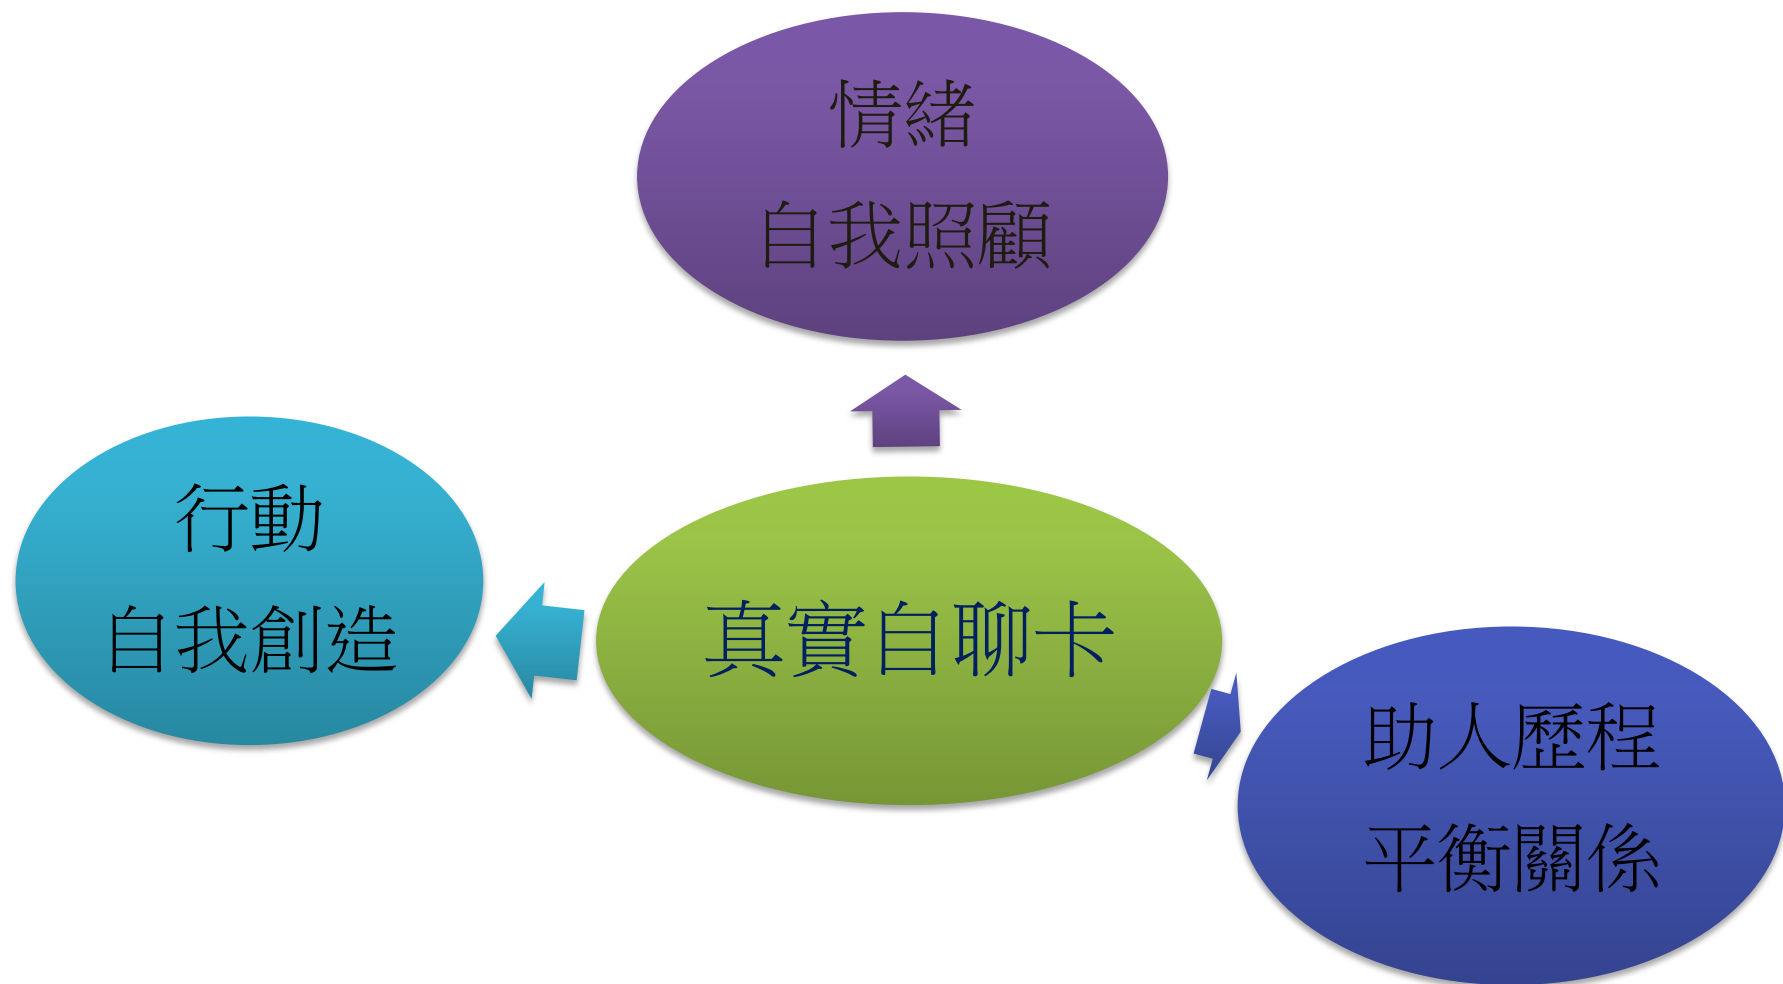 情緒
自我照顧
行動
自我創造
真實自聊卡
助人歷程
平衡關係